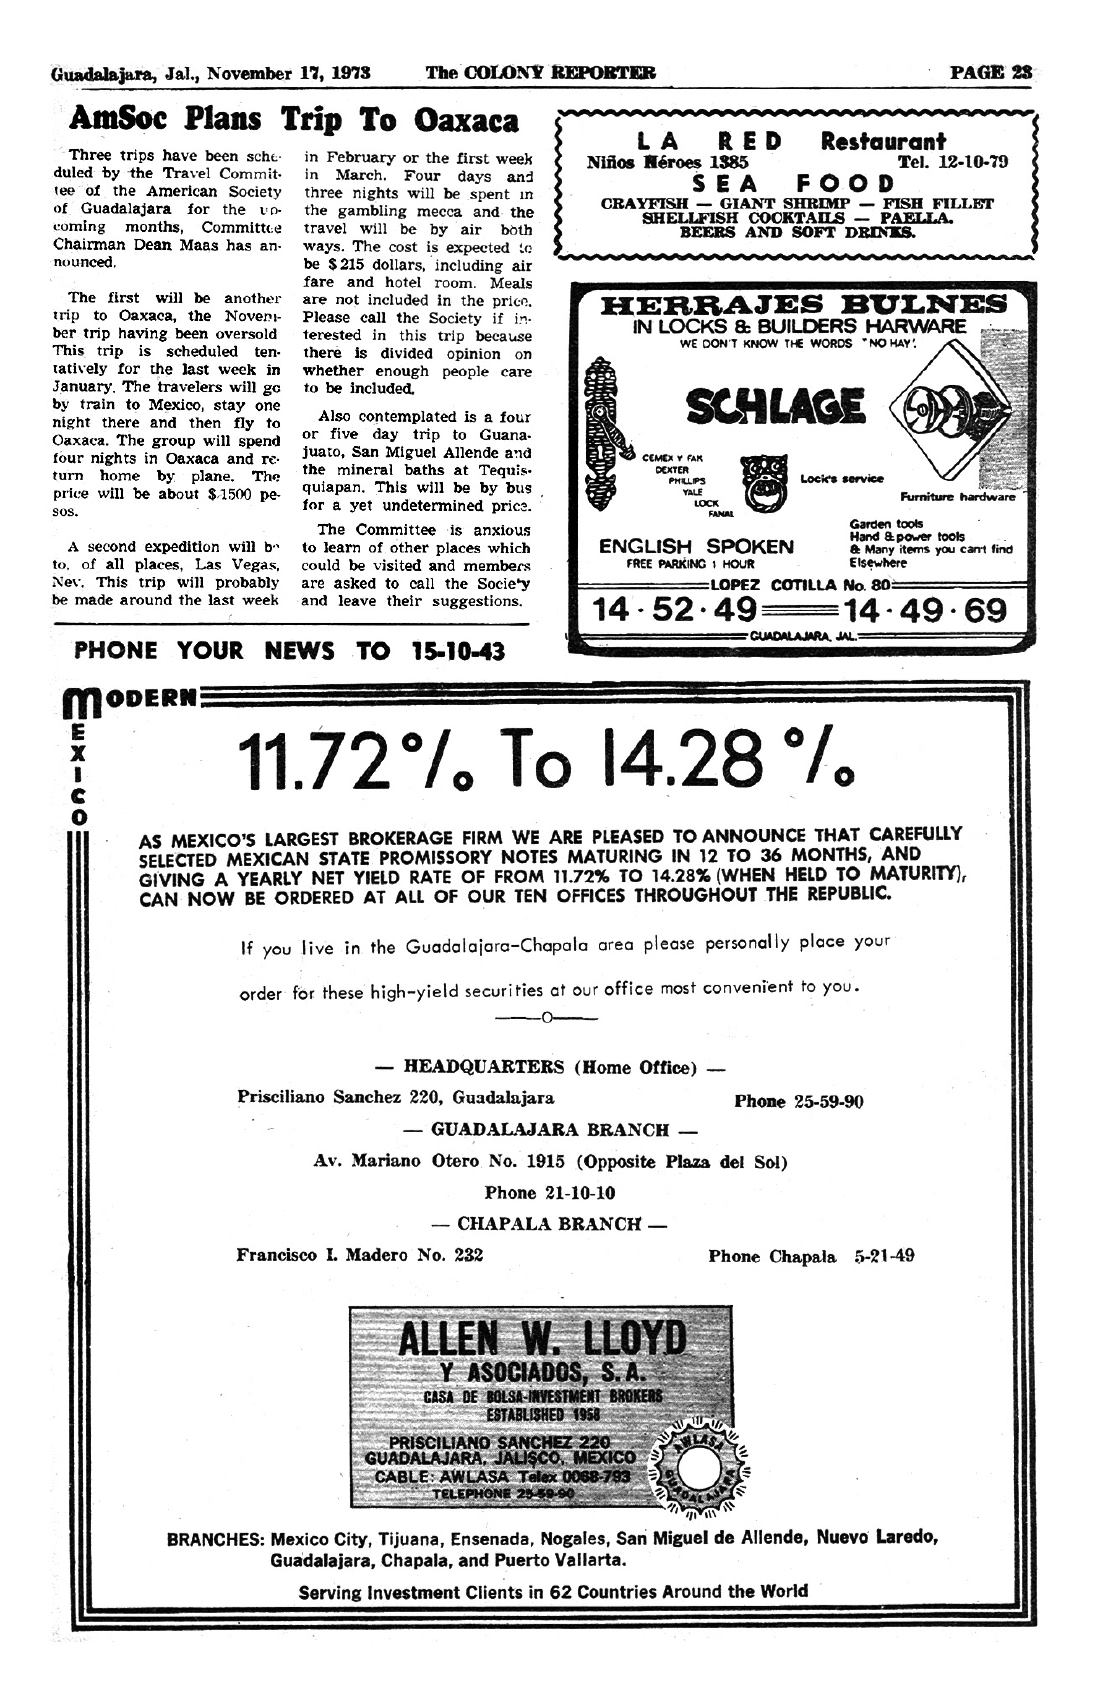 Guadalajara, Jal., November 17, 1973 The COLONY REPORTER PAGE 23
AmSoc Plans Trip To Oaxaca
Three trips have been sche-
duled by the Travel Commit-
tee of the American Society
of Guadalajara for the up-
coming months, Committee
Chairman Dean Maas has an-
nounced.
The first will be another
trip to Oaxaca, the Novem-
ber trip having been oversold
This trip is scheduled ten-
tatively for the last week in
January. The travelers will go
by train to Mexico, stay one
night there and then fly to
Oaxaca. The group will spend
four nights in Oaxaca and re-
turn home by plane. The
price will be about $1500 pe-
sos.
A second expedition will be
to, of all places, Las Vegas,
Nev. This trip will probably
be made around the last week
in February or the first week
in March. Four days and
three nights will be spent in
the gambling mecca and the
travel will be by air both
ways. The cost is expected to
be $215 dollars, including air
fare and hotel room. Meals
are not included in the price.
Please call the Society if in-
terested in this trip because
there is divided opinion on
whether enough people care
to be included.
Also contemplated is a four
or five day trip to Guana-
juato, San Miguel Allende and
the mineral baths at Tequis-
quiapan. This will be by bus
for a yet undetermined price.
The Committee is anxious
to learn of other places which
could be visited and members
are asked to call the Society
and leave their suggestions.
PHONE YOUR NEWS TO 15-10-43
LA RED Restaurant
Niños Héroes 1385 Tel. 12-10-79
SEA FOOD
CRAYFISH — GIANT SHRIMP — FISH FILLET
SHELLFISH COCKTAILS — PAELLA.
BEERS AND SOFT DRINKS.
HERRAJES BULNES
IN LOCKS & BUILDERS HARWARE
WE DON'T KNOW THE WORDS "NO HAY".
SCHLAGE
CEMEX Y FAK
DEXTER
PHILLIPS
YALE
LOCK
FANAL
Lock's service
Furniture hardware
Garden tools
Hand & power tools
& Many items you can't find
Elsewhere
ENGLISH SPOKEN
FREE PARKING 1 HOUR
LOPEZ COTILLA No. 80
14·52·49 14·49·69
GUADALAJARA, JAL.
MODERN
MEXICO
11.72% To 14.28%
AS MEXICO'S LARGEST BROKERAGE FIRM WE ARE PLEASED TO ANNOUNCE THAT CAREFULLY
SELECTED MEXICAN STATE PROMISSORY NOTES MATURING IN 12 TO 36 MONTHS, AND
GIVING A YEARLY NET YIELD RATE OF FROM 11.72% TO 14.28% (WHEN HELD TO MATURITY),
CAN NOW BE ORDERED AT ALL OF OUR TEN OFFICES THROUGHOUT THE REPUBLIC.
If you live in the Guadalajara-Chapala area please personally place your
order for these high-yield securities at our office most convenient to you.
— HEADQUARTERS (Home Office) —
Prisciliano Sanchez 220, Guadalajara Phone 25-59-90
— GUADALAJARA BRANCH —
Av. Mariano Otero No. 1915 (Opposite Plaza del Sol)
Phone 21-10-10
— CHAPALA BRANCH —
Francisco I. Madero No. 232 Phone Chapala 5-21-49
ALLEN W. LLOYD
Y ASOCIADOS, S.A.
CASA DE BOLSA-INVESTMENT BROKERS
ESTABLISHED 1958
PRISCILIANO SANCHEZ 220
GUADALAJARA, JALISCO, MEXICO
CABLE: AWLASA Telex 0068-793
TELEPHONE 25-59-90
AWLASA
GUADALAJARA
BRANCHES: Mexico City, Tijuana, Ensenada, Nogales, San Miguel de Allende, Nuevo Laredo,
Guadalajara, Chapala, and Puerto Vallarta.
Serving Investment Clients in 62 Countries Around the World